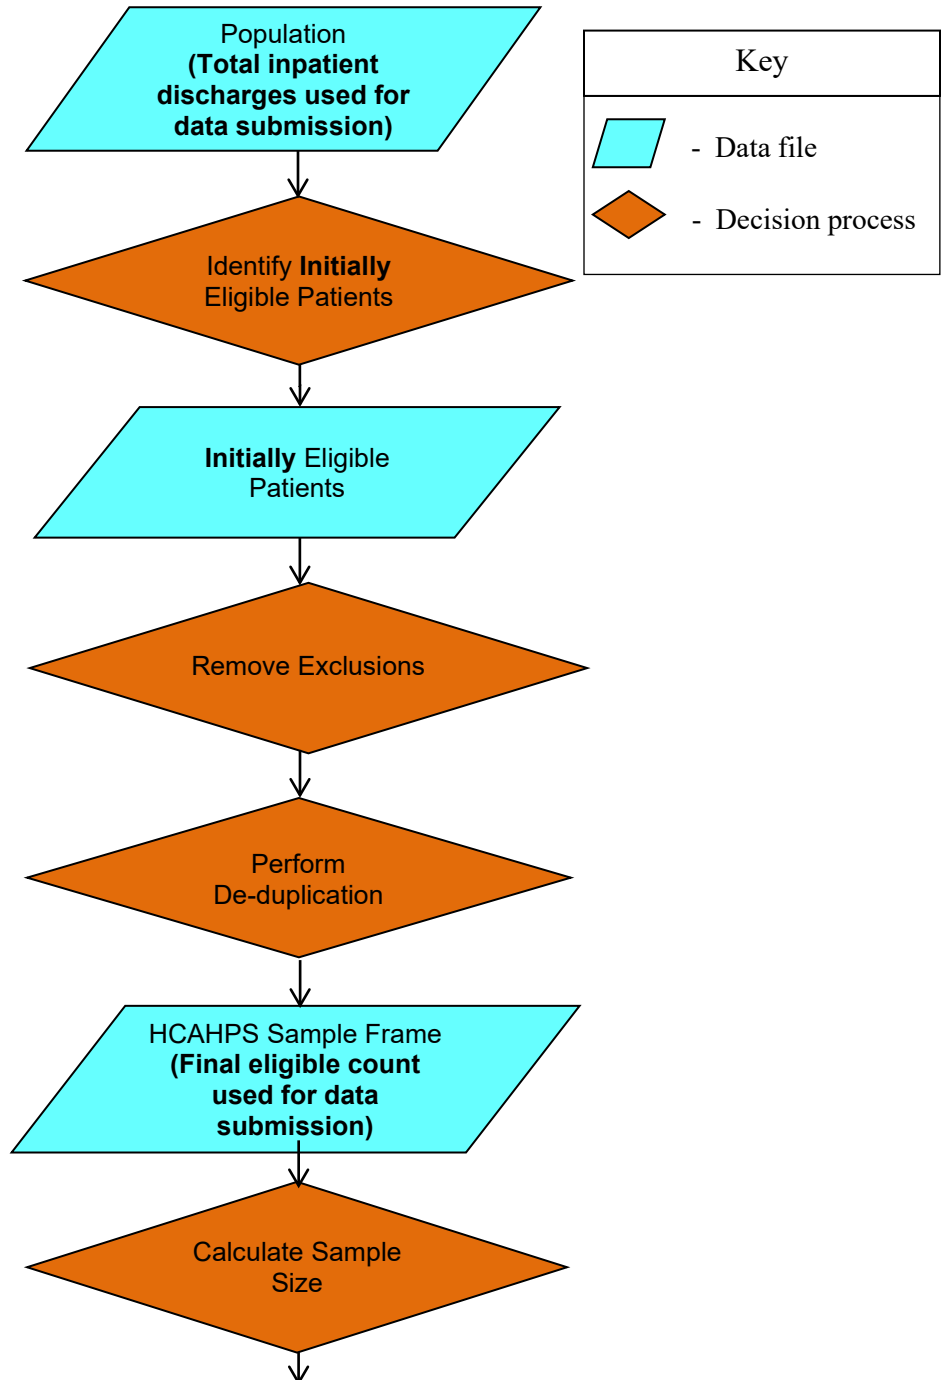 Population
(Total inpatient
discharges used for
data submission)
Key
- Data file
- Decision process
Identify Initially
Eligible Patients
Initially Eligible
Patients
Remove Exclusions
Perform
De-duplication
HCAHPS Sample Frame
(Final eligible count
used for data
submission)
Calculate Sample
Size